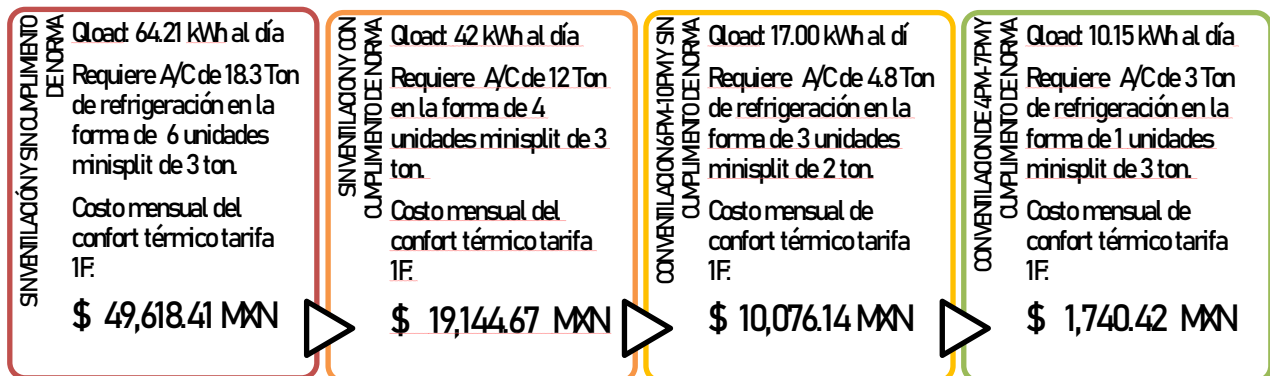 SIN VENTILACIÓN Y SIN CUMPLIMIENTO
DE NORMA
Qload: 64.21 kWh al día
Requiere A/C de 18.3 Ton
de refrigeración en la
forma de 6 unidades
minisplit de 3 ton.
Costo mensual del
confort térmico tarifa
1F:
$ 49,618.41 MXN
SIN VENTILACION Y CON
CUMPLIMIENTO DE NORMA
Qload: 42 kWh al día
Requiere A/C de 12 Ton
en la forma de 4
unidades minisplit de 3
ton.
Costo mensual del
confort térmico tarifa
1F:
$ 19,144.67 MXN
CON VENTILACION 6PM-10PM Y SIN
CUMPLIMIENTO DE NORMA
Qload: 17.00 kWh al dí
Requiere A/C de 4.8 Ton
de refrigeración en la
forma de 3 unidades
minisplit de 2 ton.
Costo mensual de
confort térmico tarifa
1F:
$ 10,076.14 MXN
CON VENTILACION DE 4PM-7PM Y
CUMPLIMIENTO DE NORMA
Qload: 10.15 kWh al día
Requiere A/C de 3 Ton
de refrigeración en la
forma de 1 unidades
minisplit de 3 ton.
Costo mensual de
confort térmico tarifa
1F:
$ 1,740.42 MXN